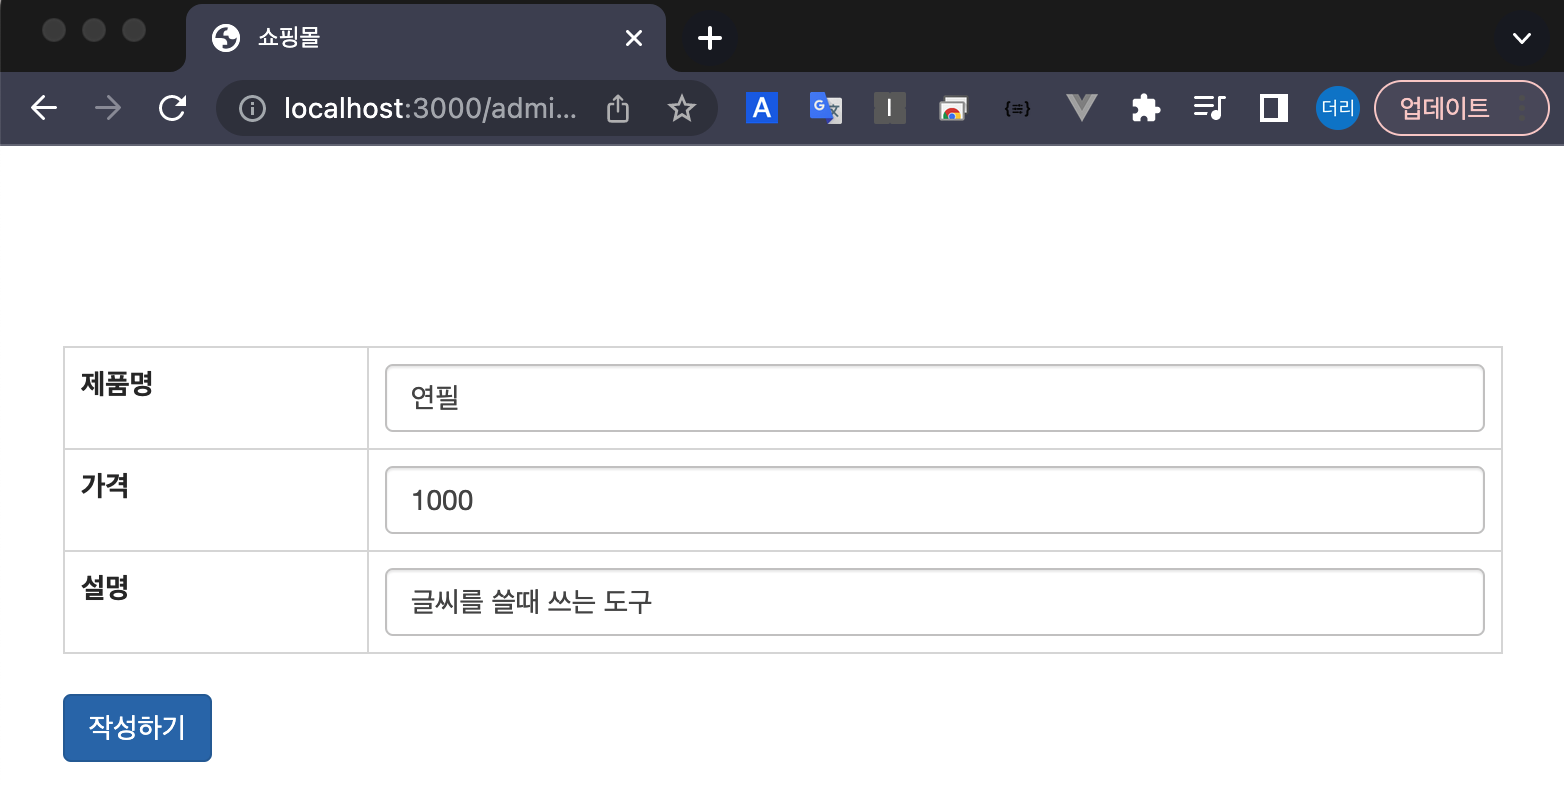 쇼핑몰
localhost:3000/admi...
A
G 文
I
{≡}
더리
업데이트
제품명
연필
가격
1000
설명
글씨를 쓸때 쓰는 도구
작성하기